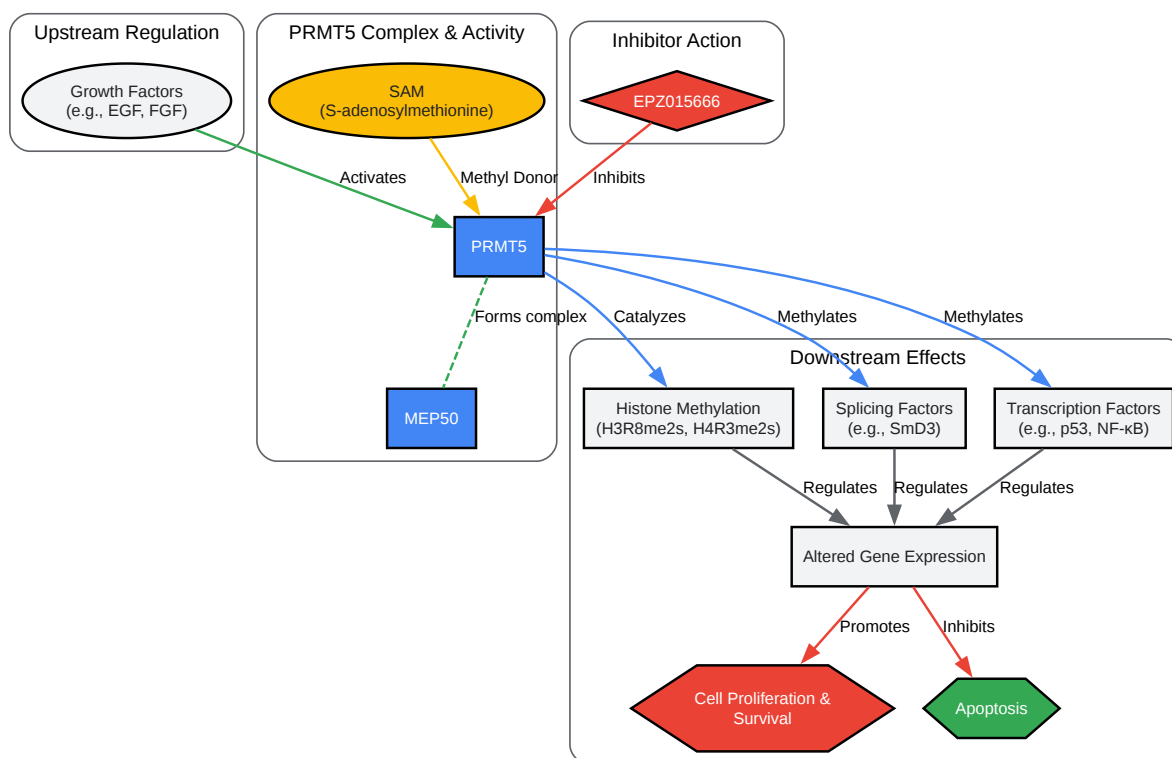 Upstream Regulation
PRMT5 Complex & Activity
Inhibitor Action
Growth Factors
(e.g., EGF, FGF)
SAM
(S-adenosylmethionine)
EPZ015666
Activates
Methyl Donor
Inhibits
PRMT5
Forms complex
Catalyzes
Methylates
Methylates
Downstream Effects
MEP50
Histone Methylation
(H3R8me2s, H4R3me2s)
Splicing Factors
(e.g., SmD3)
Transcription Factors
(e.g., p53, NF-κB)
Regulates
Regulates
Regulates
Altered Gene Expression
Promotes
Inhibits
Cell Proliferation &
Survival
Apoptosis